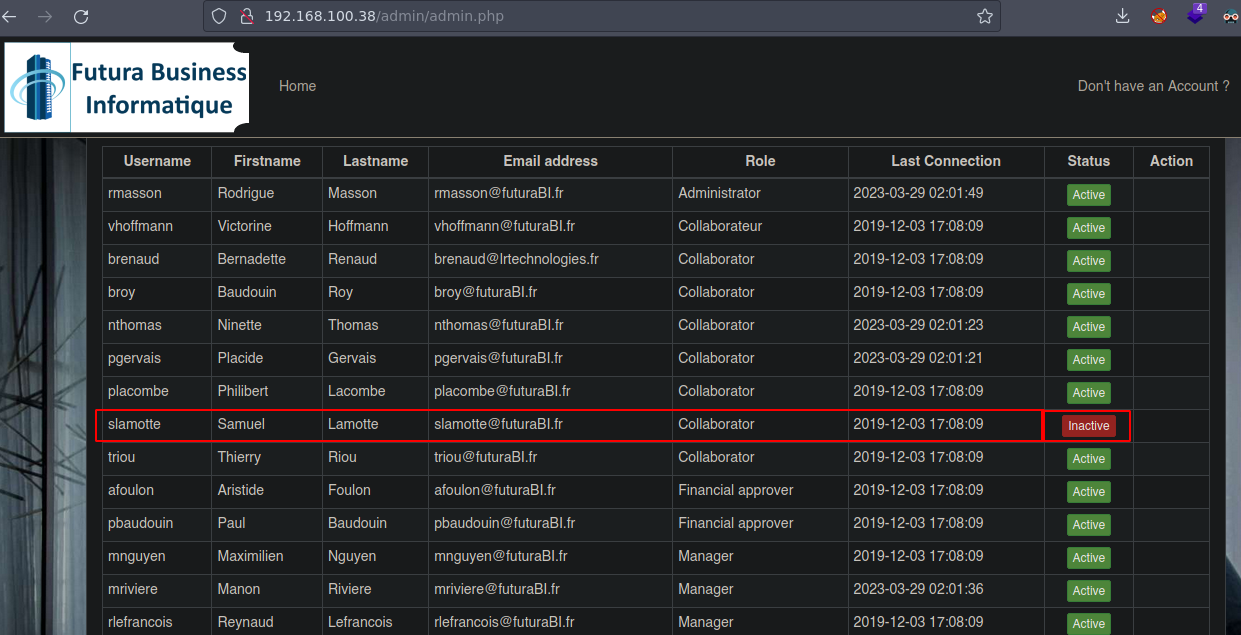 192.168.100.38/admin/admin.php
4
Futura Business
Informatique
Home
Don't have an Account ?
Username Firstname Lastname Email address Role Last Connection Status Action
rmasson Rodrigue Masson rmasson@futuraBI.fr Administrator 2023-03-29 02:01:49 Active
vhoffmann Victorine Hoffmann vhoffmann@futuraBI.fr Collaborateur 2019-12-03 17:08:09 Active
brenaud Bernadette Renaud brenaud@lrtechnologies.fr Collaborator 2019-12-03 17:08:09 Active
broy Baudouin Roy broy@futuraBI.fr Collaborator 2019-12-03 17:08:09 Active
nthomas Ninette Thomas nthomas@futuraBI.fr Collaborator 2023-03-29 02:01:23 Active
pgervais Placide Gervais pgervais@futuraBI.fr Collaborator 2023-03-29 02:01:21 Active
placombe Philibert Lacombe placombe@futuraBI.fr Collaborator 2019-12-03 17:08:09 Active
slamotte Samuel Lamotte slamotte@futuraBI.fr Collaborator 2019-12-03 17:08:09 Inactive
triou Thierry Riou triou@futuraBI.fr Collaborator 2019-12-03 17:08:09 Active
afoulon Aristide Foulon afoulon@futuraBI.fr Financial approver 2019-12-03 17:08:09 Active
pbaudouin Paul Baudouin pbaudouin@futuraBI.fr Financial approver 2019-12-03 17:08:09 Active
mnguyen Maximilien Nguyen mnguyen@futuraBI.fr Manager 2019-12-03 17:08:09 Active
mriviere Manon Riviere mriviere@futuraBI.fr Manager 2023-03-29 02:01:36 Active
rlefrancois Reynaud Lefrancois rlefrancois@futuraBI.fr Manager 2019-12-03 17:08:09 Active